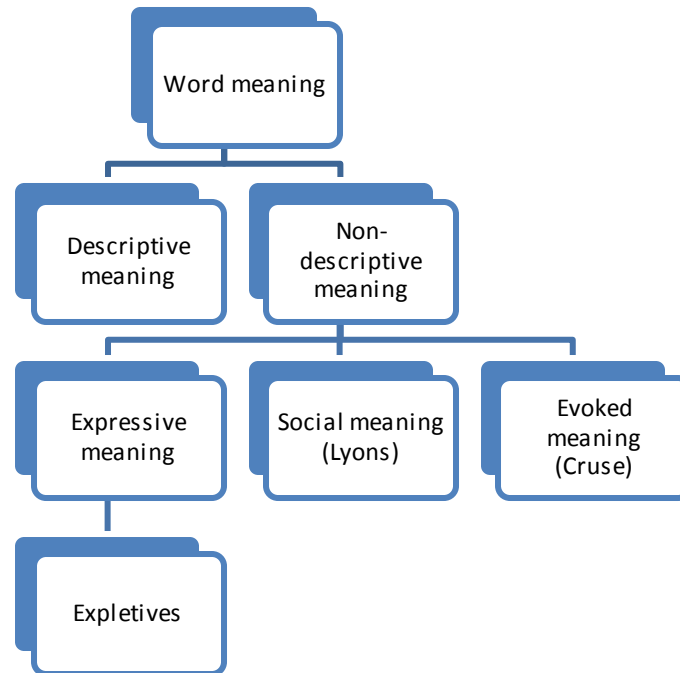 Word meaning
Descriptive
meaning
Non-
descriptive
meaning
Expressive
meaning
Social meaning
(Lyons)
Evoked
meaning
(Cruse)
Expletives